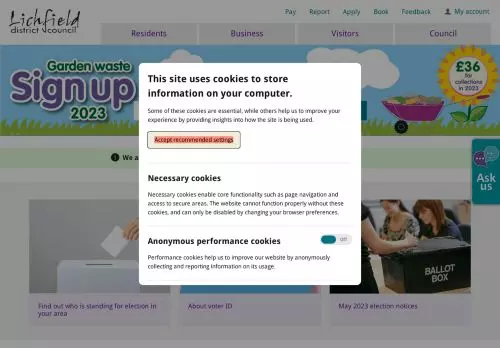 Lichfield
district council
Pay
Report
Apply
Book
Feedback
My account
Residents
Business
Visitors
Council
Garden waste
Sign up
2023
£36
for
collections
in 2023
This site uses cookies to store
information on your computer.
Some of these cookies are essential, while others help us to improve your
experience by providing insights into how the site is being used.
Accept recommended settings
We a
Ask
us
Necessary cookies
Necessary cookies enable core functionality such as page navigation and
access to secure areas. The website cannot function properly without these
cookies, and can only be disabled by changing your browser preferences.
Anonymous performance cookies
Off
Performance cookies help us to improve our website by anonymously
collecting and reporting information on its usage.
BALLOT
BOX
Find out who is standing for election in
your area
About voter ID
May 2023 election notices